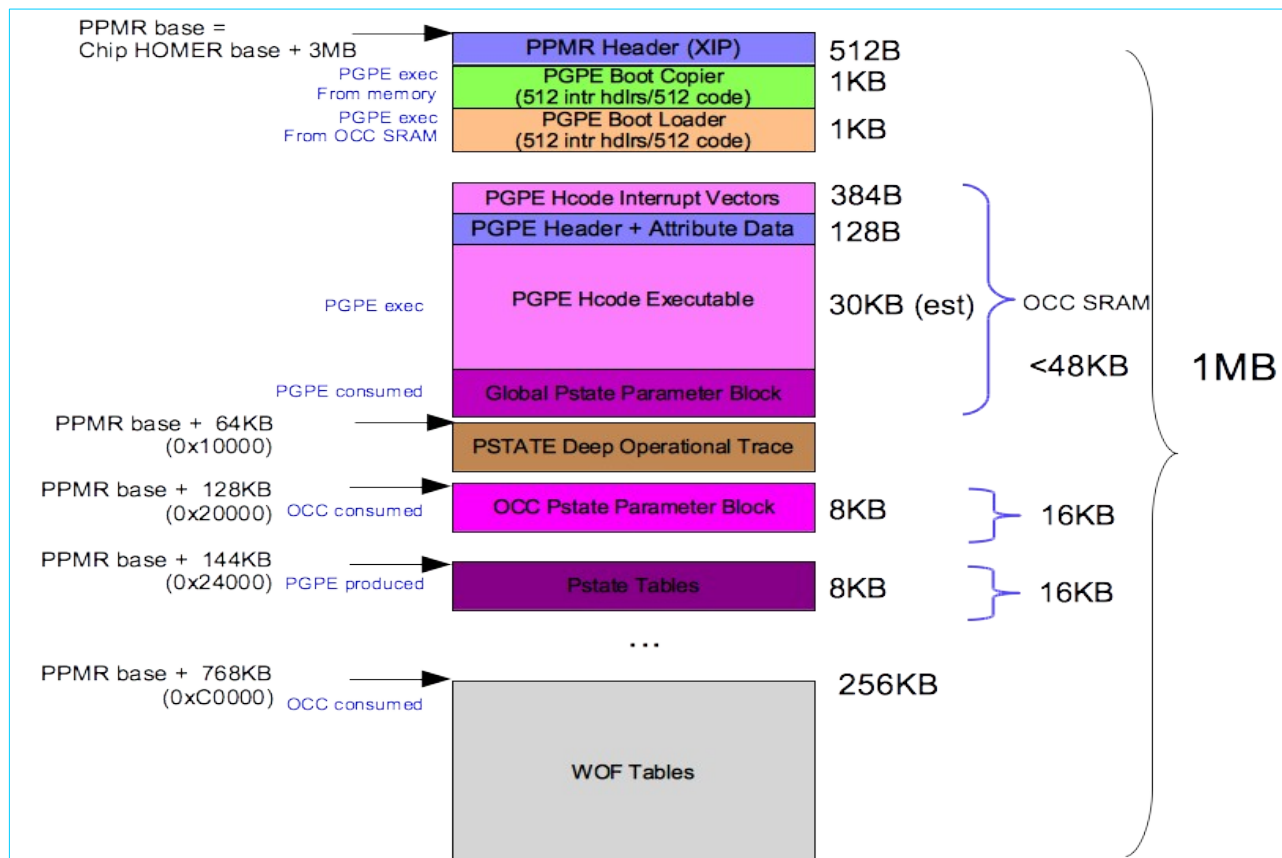 PPMR base =
Chip HOMER base + 3MB
PPMR Header (XIP)
512B
PGPE exec
From memory
PGPE Boot Copier
(512 intr hdlrs/512 code)
1KB
PGPE exec
From OCC SRAM
PGPE Boot Loader
(512 intr hdlrs/512 code)
1KB
PGPE Hcode Interrupt Vectors
384B
PGPE Header + Attribute Data
128B
PGPE exec
PGPE Hcode Executable
30KB (est)
OCC SRAM
<48KB
1MB
PGPE consumed
Global Pstate Parameter Block
PPMR base + 64KB
(0x10000)
PSTATE Deep Operational Trace
PPMR base + 128KB
(0x20000)
OCC consumed
OCC Pstate Parameter Block
8KB
16KB
PPMR base + 144KB
(0x24000)
PGPE produced
Pstate Tables
8KB
16KB
...
PPMR base + 768KB
(0xC0000)
OCC consumed
256KB
WOF Tables